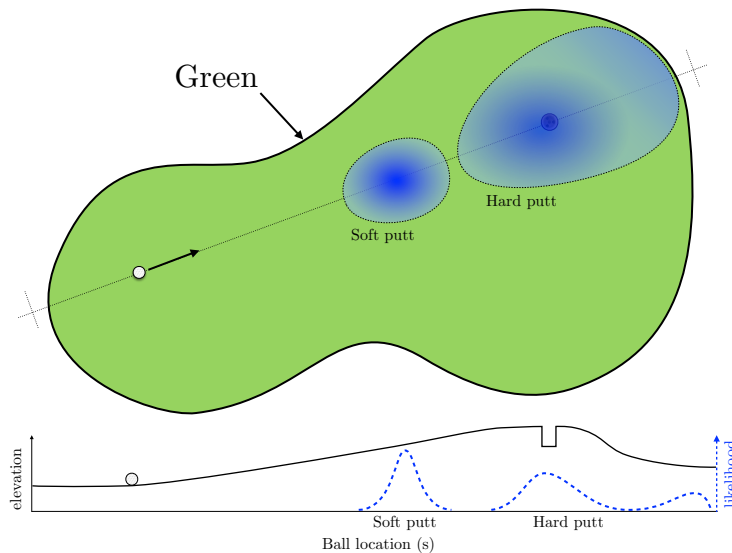 Green
Hard putt
Soft putt
elevation
likelihood
Soft putt
Hard putt
Ball location (s)